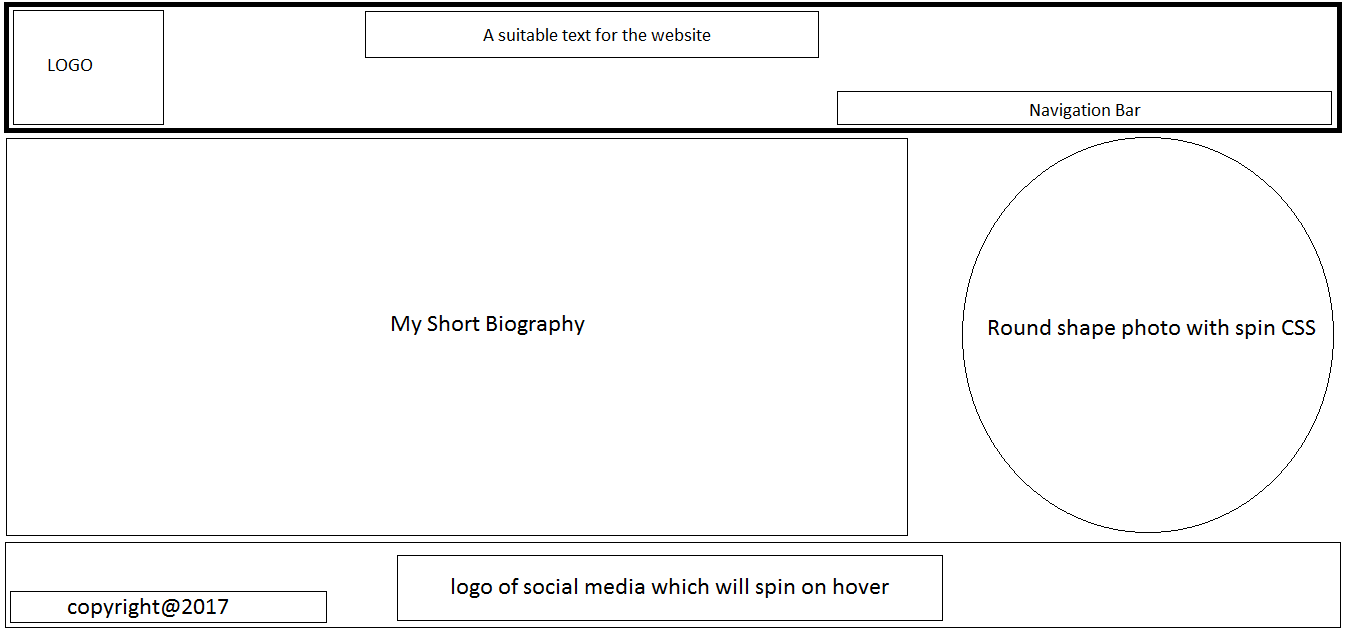 A suitable text for the website
LOGO
Navigation Bar
My Short Biography
Round shape photo with spin CSS
logo of social media which will spin on hover
copyright@2017